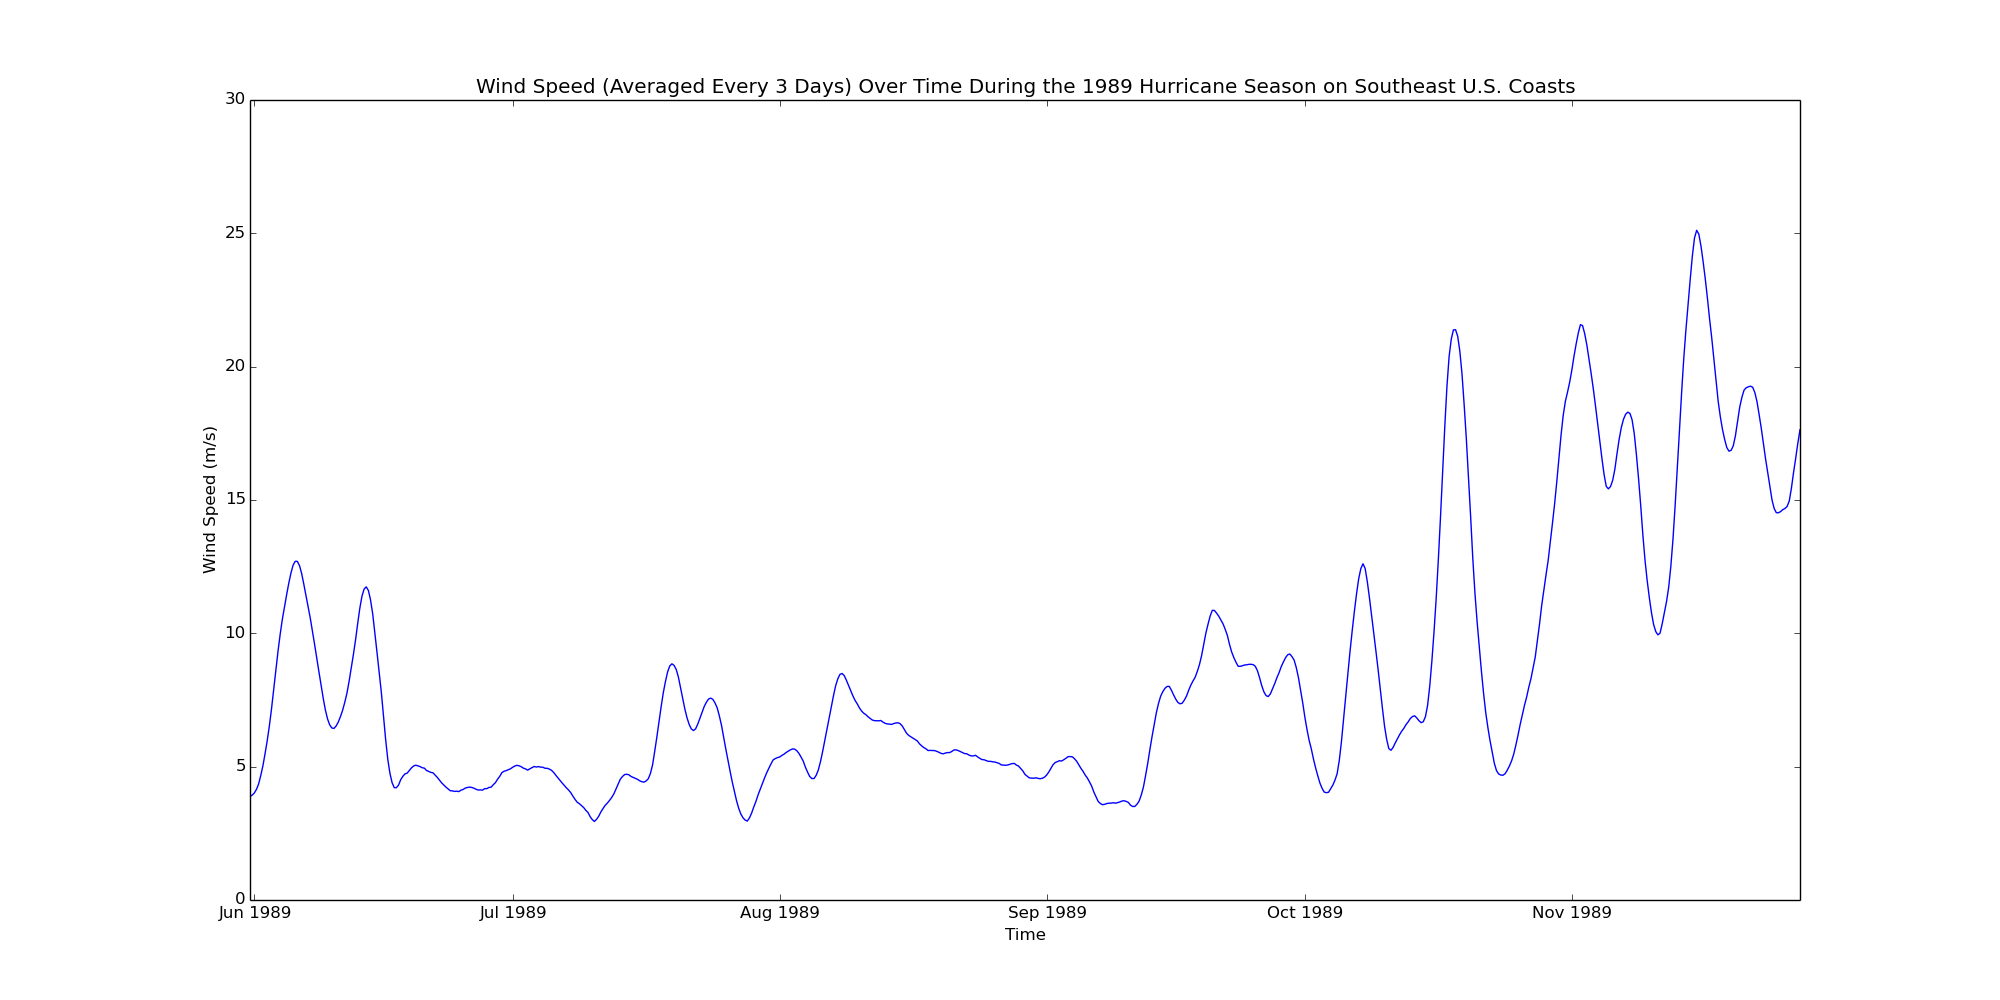 Wind Speed (Averaged Every 3 Days) Over Time During the 1989 Hurricane Season on Southeast U.S. Coasts
30
25
20
15
10
5
0
Wind Speed (m/s)
Jun 1989 Jul 1989 Aug 1989 Sep 1989 Oct 1989 Nov 1989
Time